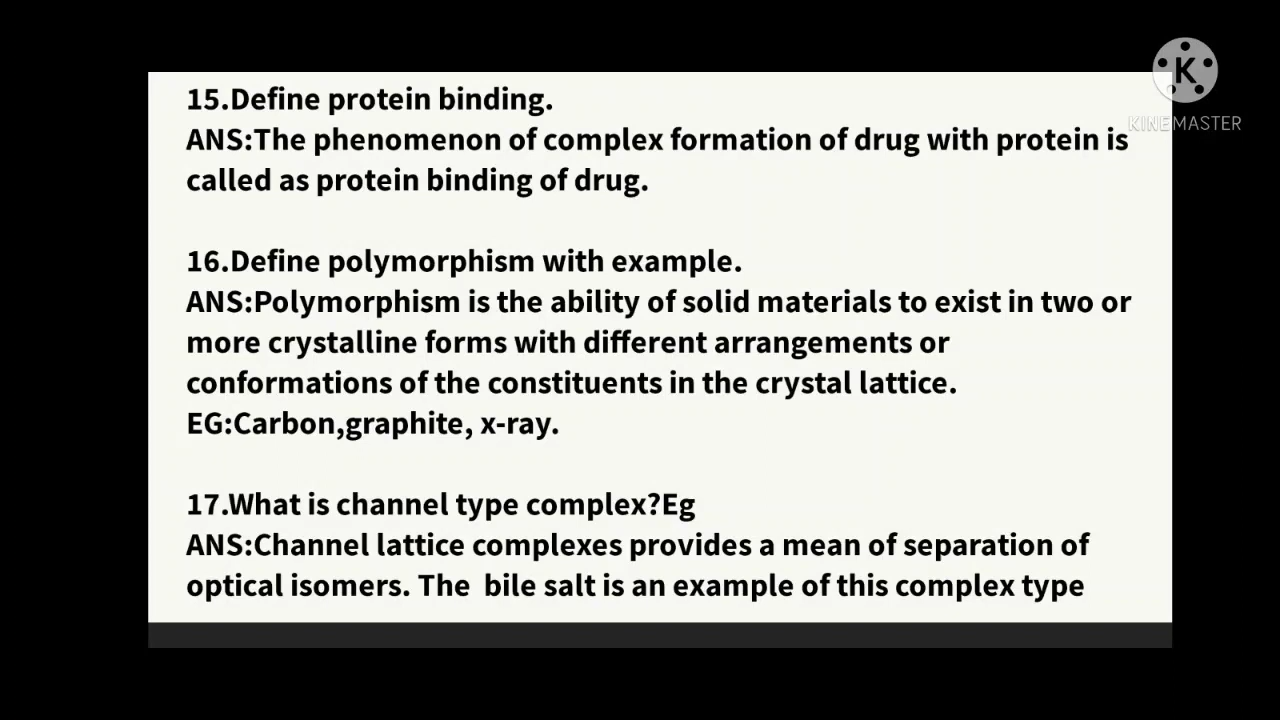 K
KINEMASTER
15.Define protein binding.
ANS:The phenomenon of complex formation of drug with protein is
called as protein binding of drug.
16.Define polymorphism with example.
ANS:Polymorphism is the ability of solid materials to exist in two or
more crystalline forms with different arrangements or
conformations of the constituents in the crystal lattice.
EG:Carbon,graphite, x-ray.
17.What is channel type complex?Eg
ANS:Channel lattice complexes provides a mean of separation of
optical isomers. The  bile salt is an example of this complex type